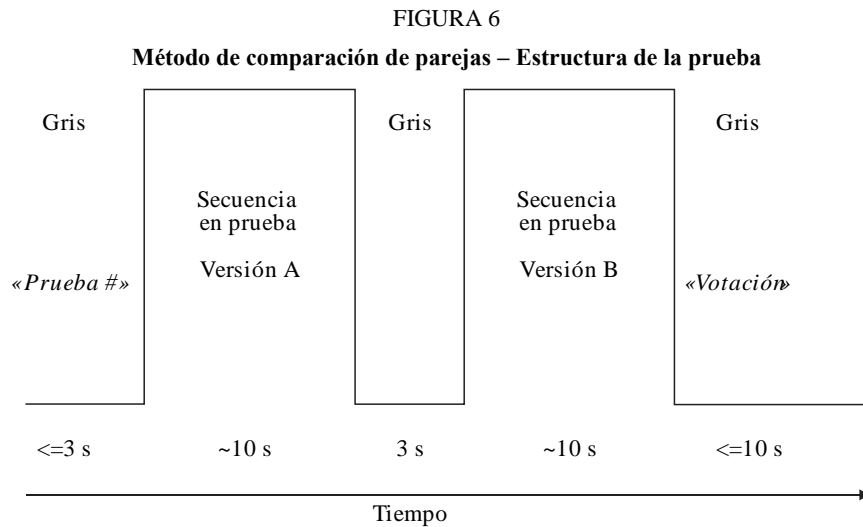 FIGURA 6
Método de comparación de parejas – Estructura de la prueba
Gris
Gris
Gris
Secuencia
en prueba
Versión A
Secuencia
en prueba
Versión B
«Prueba #»
«Votación»
<=3 s
~10 s
3 s
~10 s
<=10 s
Tiempo